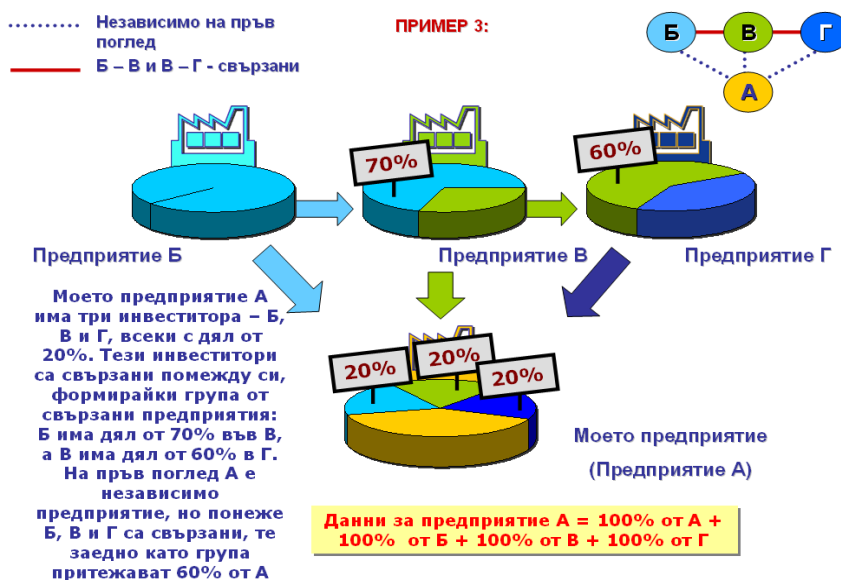 Независимо на пръв
поглед
Б – В и В – Г - свързани
ПРИМЕР 3:
Б
В
Г
А
70%
60%
Предприятие Б
Предприятие В
Предприятие Г
Моето предприятие А
има три инвеститора – Б,
В и Г, всеки с дял от
20%. Тези инвеститори
са свързани помежду си,
формирайки група от
свързани предприятия:
Б има дял от 70% във В,
а В има дял от 60% в Г.
На пръв поглед А е
независимо
предприятие, но понеже
Б, В и Г са свързани, те
заедно като група
притежават 60% от А
20%
20%
20%
Моето предприятие
(Предприятие А)
Данни за предприятие А = 100% от А +
100% от Б + 100% от В + 100% от Г